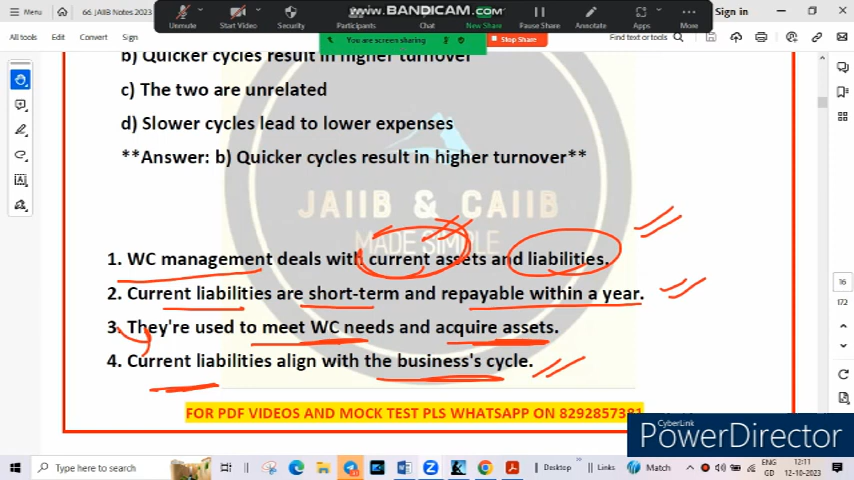 Menu
66. JAIIB Notes 2023
Unmute
Start Video
Security
Participants
Chat
New Share
Pause Share
Annotate
Apps
More
www.BANDICAM.com
Sign in
All tools
Edit
Convert
Sign
You are screen sharing
Stop Share
Find text or tools
b) Quicker cycles result in higher turnover
c) The two are unrelated
d) Slower cycles lead to lower expenses
**Answer: b) Quicker cycles result in higher turnover**
JAIIB & CAIIB
MADE SIMPLE
1. WC management deals with current assets and liabilities.
2. Current liabilities are short-term and repayable within a year.
3. They're used to meet WC needs and acquire assets.
4. Current liabilities align with the business's cycle.
FOR PDF VIDEOS AND MOCK TEST PLS WHATSAPP ON 8292857381
16
172
CyberLink
PowerDirector
Type here to search
Desktop
Links
Match
ENG
GD
12:11
12-10-2023